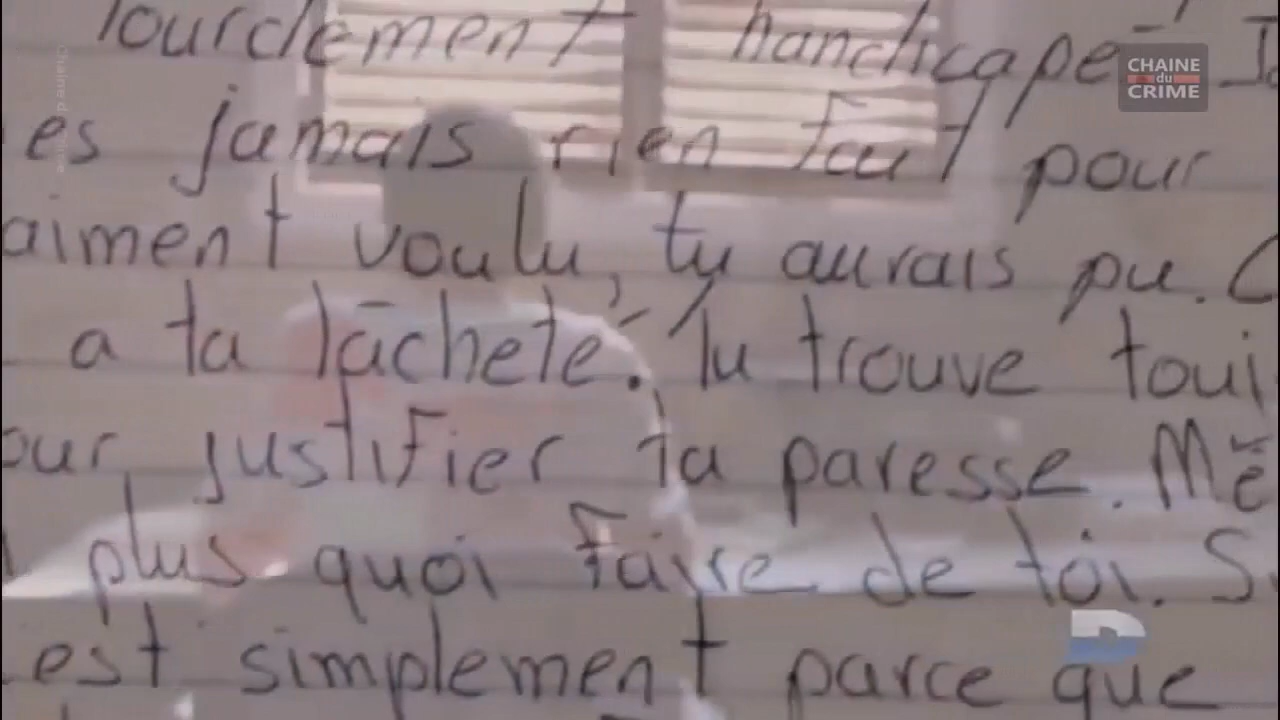 lourdement handicapé
CHAINE
du
CRIME
es jamais rien fait pour
aiment voulu, tu aurais pu. C
a ta lâcheté. Tu trouve
our justifier ta paresse. Mê
plus quoi faire de toi. S
est simplement parce que
D